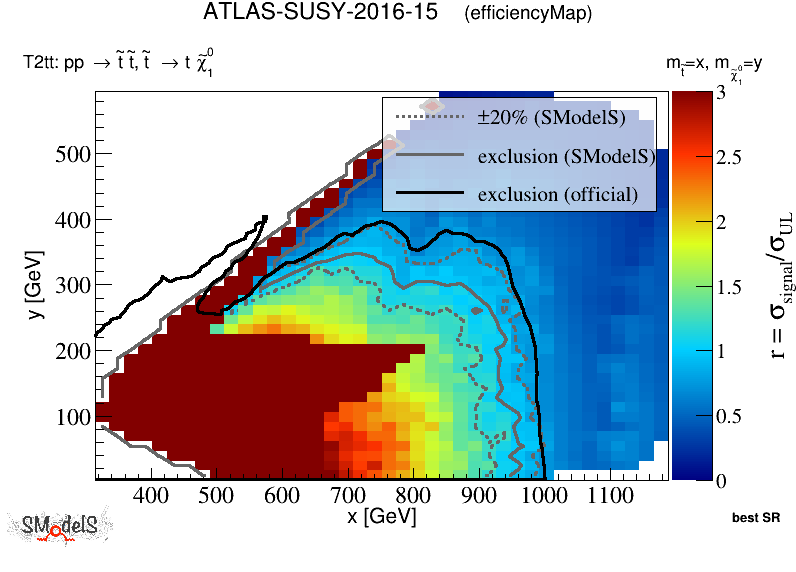 ATLAS-SUSY-2016-15 (efficiencyMap)
T2tt: pp → t̃ t̃, t̃ → t χ̃⁰₁
m_t̃=x, m_χ̃⁰₁=y
±20% (SModelS)
exclusion (SModelS)
exclusion (official)
500
400
300
200
100
y [GeV]
400 500 600 700 800 900 1000 1100
x [GeV]
3
2.5
2
1.5
1
0.5
0
r = σ_signal/σ_UL
SModelS
best SR